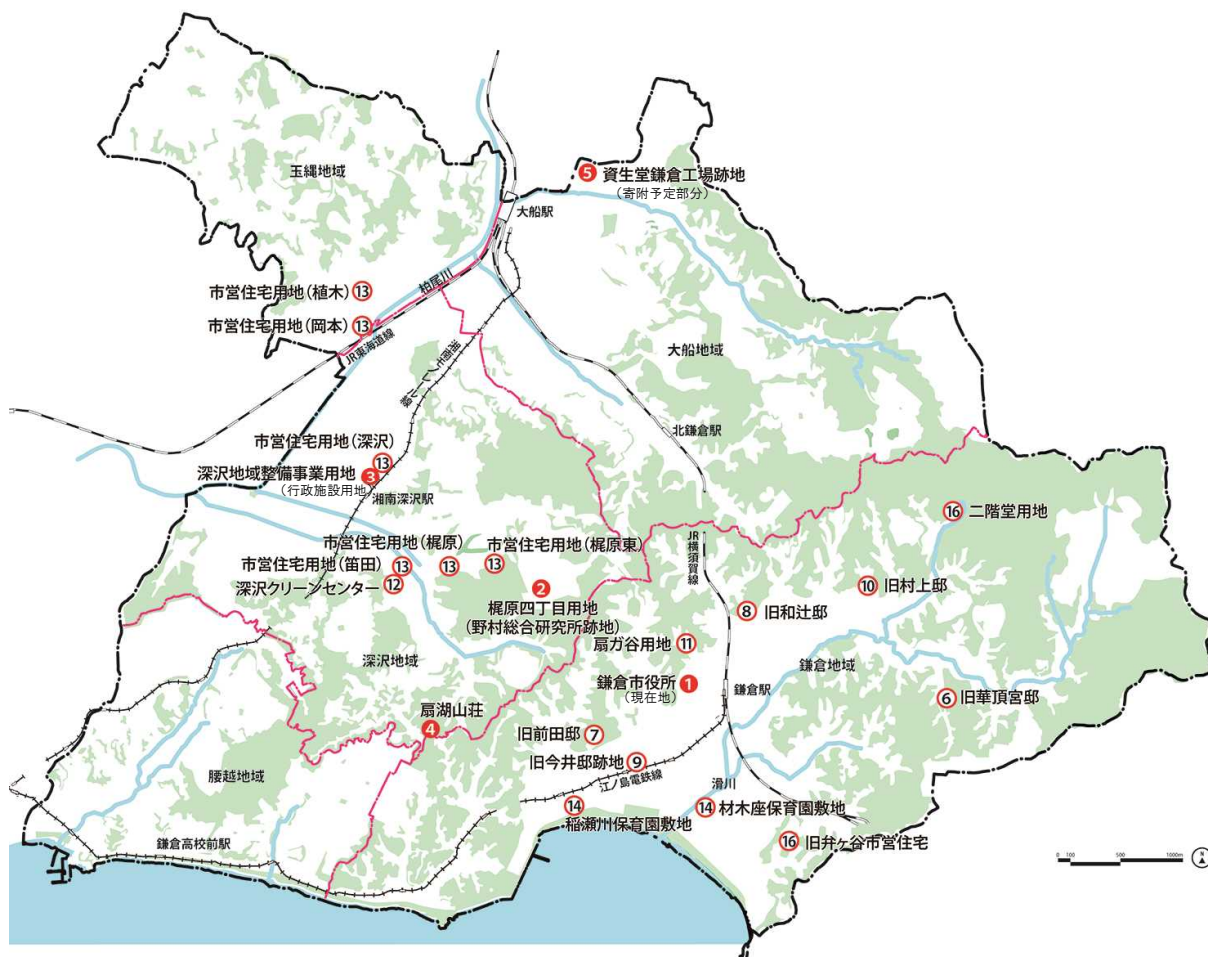 玉縄地域
5 資生堂鎌倉工場跡地
(寄附予定部分)
大船駅
柏尾川
市営住宅用地(植木) 13
市営住宅用地(岡本) 13
JR東海道線
湘南モノレール線
大船地域
北鎌倉駅
市営住宅用地(深沢)
13
深沢地域整備事業用地 3
(行政施設用地
湘南深沢駅
16 二階堂用地
市営住宅用地(梶原)
13
市営住宅用地(梶原東)
13
JR横須賀線
市営住宅用地(笛田) 13
深沢クリーンセンター 12
2
梶原四丁目用地
(野村総合研究所跡地)
10 旧村上邸
8 旧和辻邸
扇ガ谷用地 11
深沢地域
鎌倉地域
鎌倉市役所 1
(現在地)
鎌倉駅
6 旧華頂宮邸
扇湖山荘
4
旧前田邸 7
旧今井邸跡地 9
腰越地域
江ノ島電鉄線
滑川
14
稲瀬川保育園敷地
14 材木座保育園敷地
鎌倉高校前駅
16 旧弁ヶ谷市営住宅
0 100 500 1000m